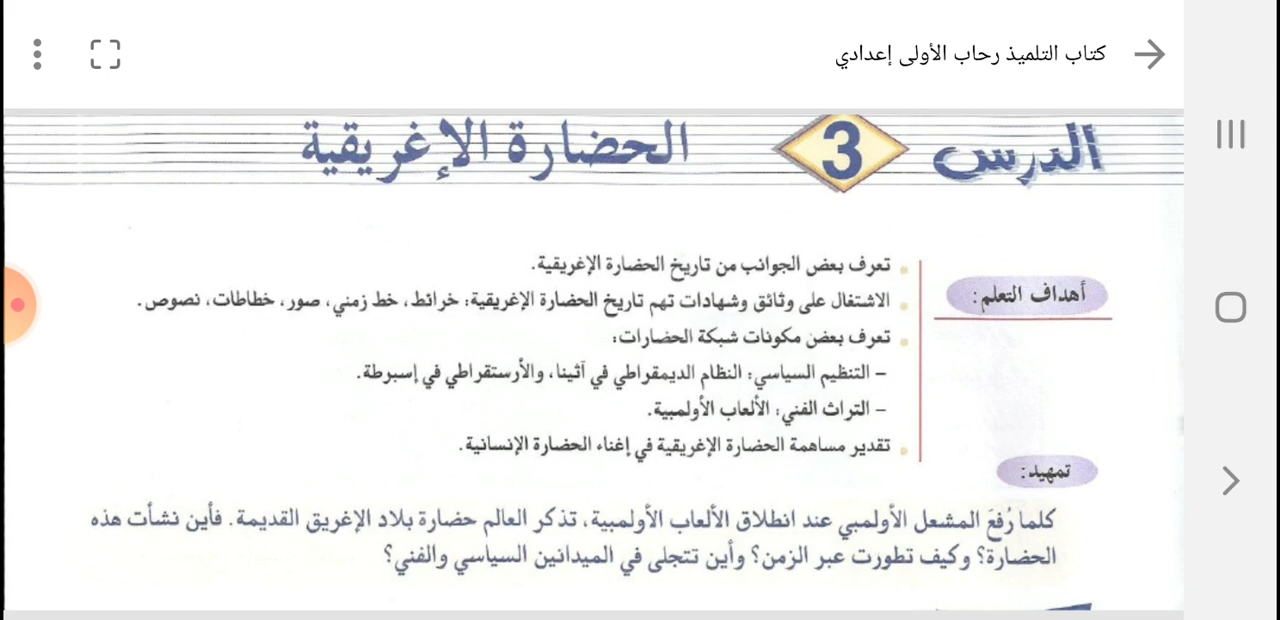 كتاب التلميذ رحاب الأولى إعدادي
الدرس 3 الحضارة الإغريقية
أهداف التعلم:
تعرف بعض الجوانب من تاريخ الحضارة الإغريقية.
الاشتغال على وثائق وشهادات تهم تاريخ الحضارة الإغريقية: خرائط، خط زمني، صور، خطاطات، نصوص.
تعرف بعض مكونات شبكة الحضارات:
– التنظيم السياسي: النظام الديمقراطي في آثينا، والأرستقراطي في إسبرطة.
– التراث الفني: الألعاب الأولمبية.
تقدير مساهمة الحضارة الإغريقية في إغناء الحضارة الإنسانية.
تمهيد:
كلما رُفعَ المشعل الأولمبي عند انطلاق الألعاب الأولمبية، تذكر العالم حضارة بلاد الإغريق القديمة. فأين نشأت هذه
الحضارة؟ وكيف تطورت عبر الزمن؟ وأين تتجلى في الميدانين السياسي والفني؟